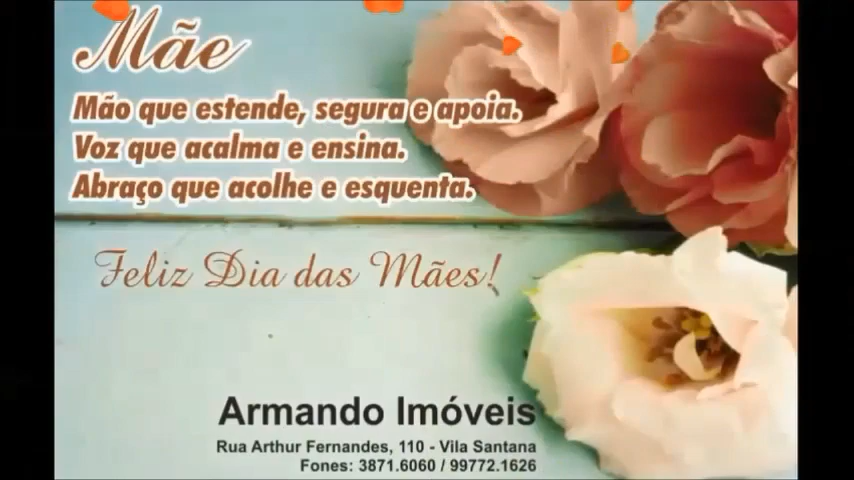 Mãe
Mão que estende, segura e apoia.
Voz que acalma e ensina.
Abraço que acolhe e esquenta.
Feliz Dia das Mães!
Armando Imóveis
Rua Arthur Fernandes, 110 - Vila Santana
Fones: 3871.6060 / 99772.1626